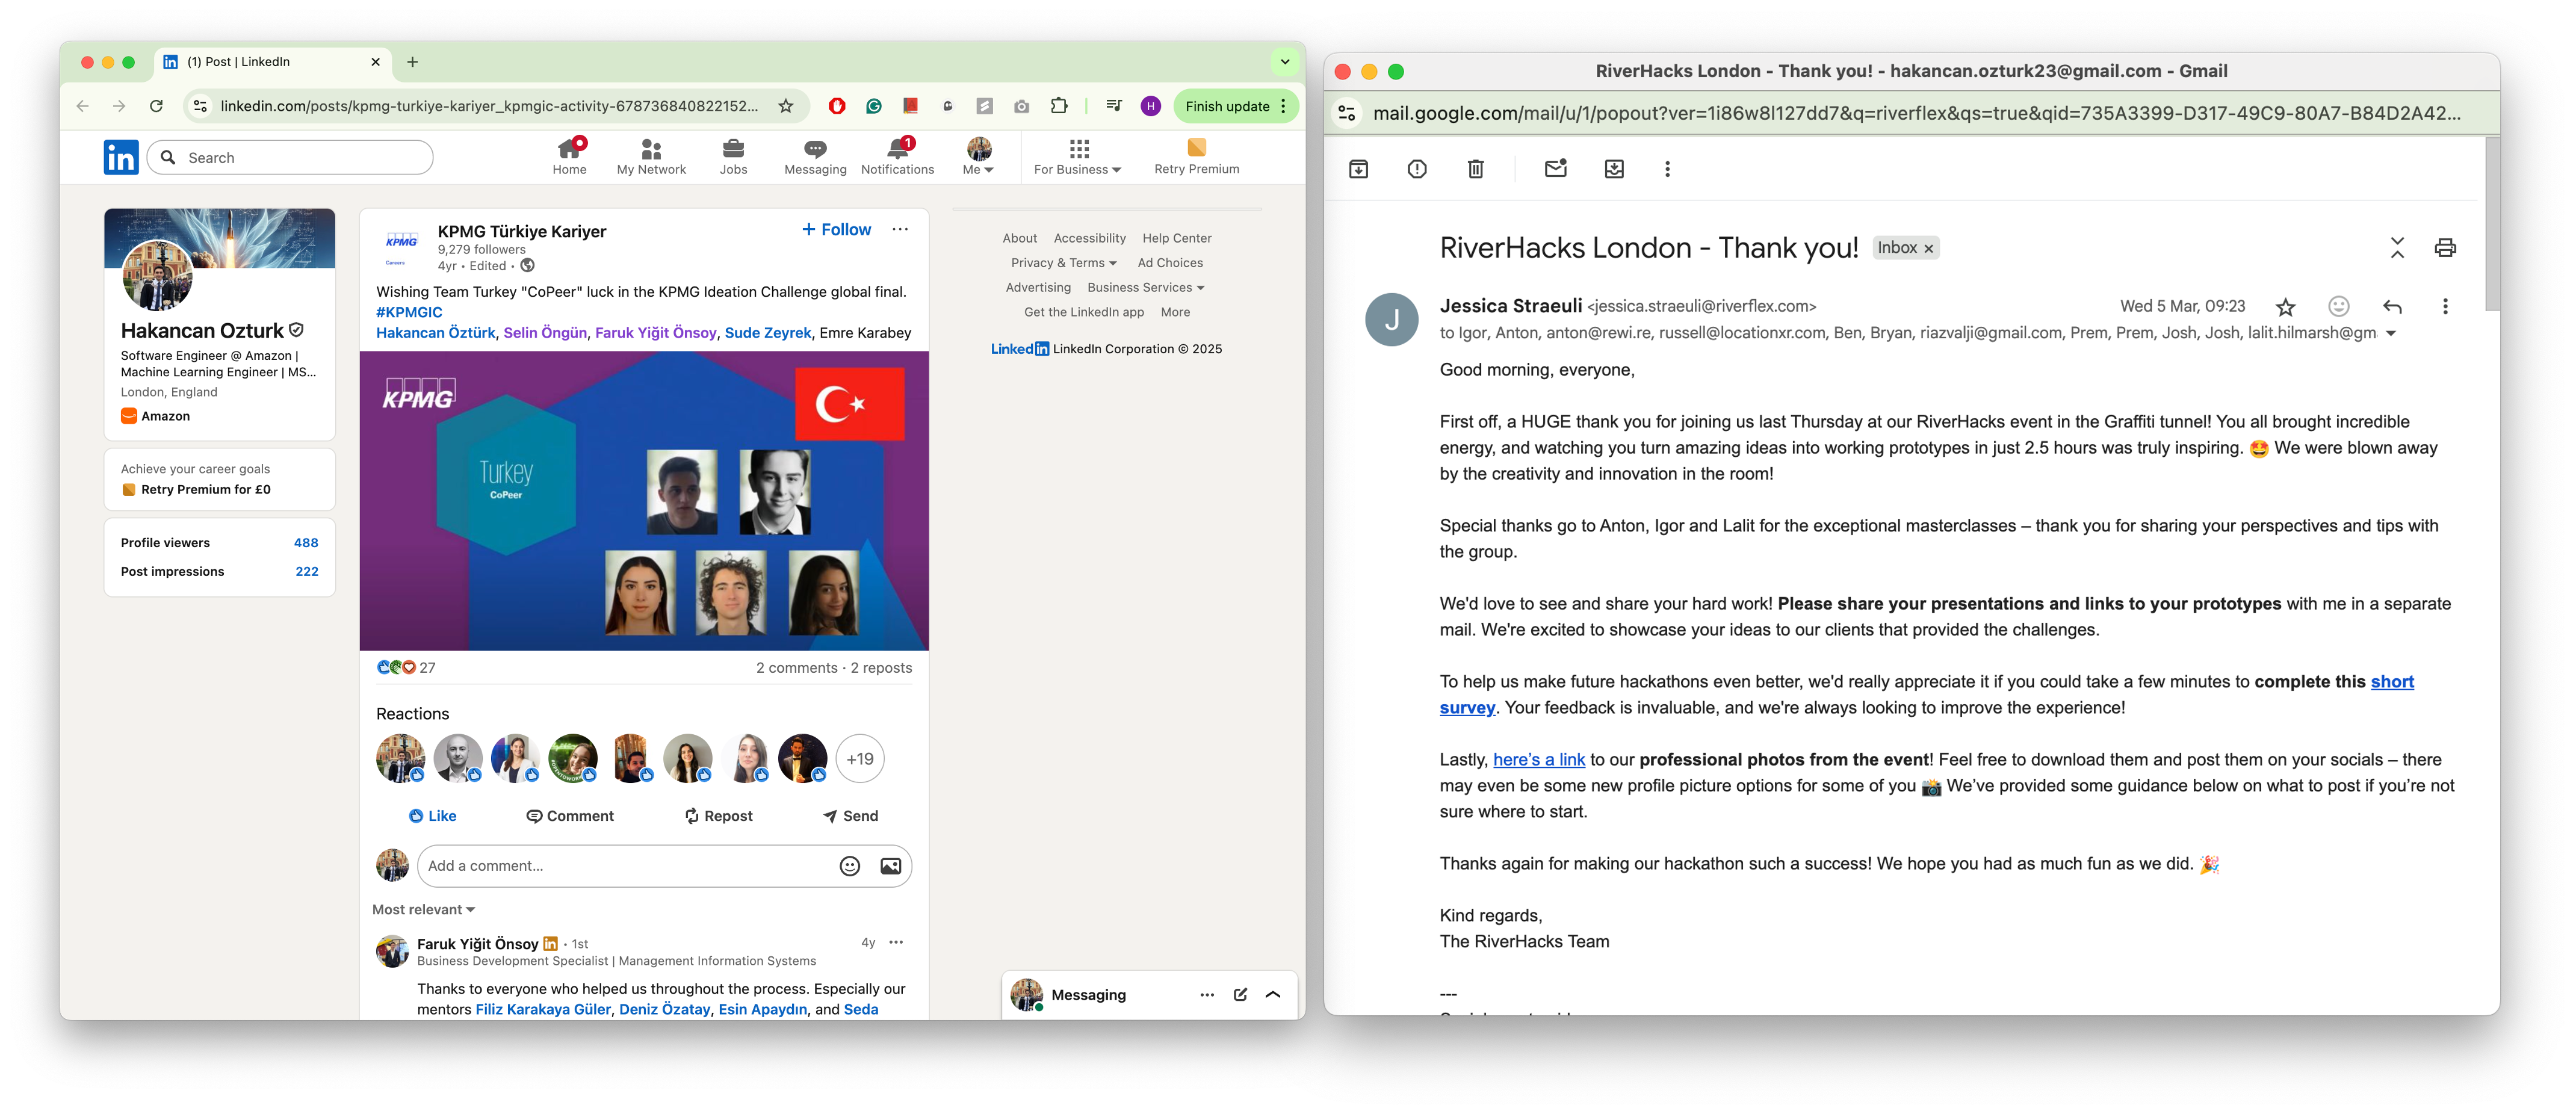 (1) Post | LinkedIn
linkedin.com/posts/kpmg-turkiye-kariyer_kpmgic-activity-678736840822152...
H
Finish update
in
Search
Home
My Network
Jobs
Messaging
1
Notifications
Me
For Business
Retry Premium
Hakancan Ozturk
Software Engineer @ Amazon |
Machine Learning Engineer | MS...
London, England
Amazon
Achieve your career goals
Retry Premium for £0
Profile viewers 488
Post impressions 222
KPMG
Careers
KPMG Türkiye Kariyer
9,279 followers
4yr • Edited •
+ Follow
Wishing Team Turkey "CoPeer" luck in the KPMG Ideation Challenge global final.
#KPMGIC
Hakancan Öztürk, Selin Öngün, Faruk Yiğit Önsoy, Sude Zeyrek, Emre Karabey
KPMG
Turkey
CoPeer
27
2 comments · 2 reposts
Reactions
+19
Like
Comment
Repost
Send
Add a comment...
Most relevant
Faruk Yiğit Önsoy in • 1st
4y
Business Development Specialist | Management Information Systems
Thanks to everyone who helped us throughout the process. Especially our
mentors Filiz Karakaya Güler, Deniz Özatay, Esin Apaydın, and Seda
About Accessibility Help Center
Privacy & Terms Ad Choices
Advertising Business Services
Get the LinkedIn app More
LinkedIn LinkedIn Corporation © 2025
Messaging
RiverHacks London - Thank you! - hakancan.ozturk23@gmail.com - Gmail
mail.google.com/mail/u/1/popout?ver=1i86w8l127dd7&q=riverflex&qs=true&qid=735A3399-D317-49C9-80A7-B84D2A42...
RiverHacks London - Thank you!
Inbox ×
J
Jessica Straeuli <jessica.straeuli@riverflex.com>
Wed 5 Mar, 09:23
to Igor, Anton, anton@rewi.re, russell@locationxr.com, Ben, Bryan, riazvalji@gmail.com, Prem, Prem, Josh, Josh, lalit.hilmarsh@gm
Good morning, everyone,
First off, a HUGE thank you for joining us last Thursday at our RiverHacks event in the Graffiti tunnel! You all brought incredible
energy, and watching you turn amazing ideas into working prototypes in just 2.5 hours was truly inspiring. 🤩 We were blown away
by the creativity and innovation in the room!
Special thanks go to Anton, Igor and Lalit for the exceptional masterclasses – thank you for sharing your perspectives and tips with
the group.
We'd love to see and share your hard work! Please share your presentations and links to your prototypes with me in a separate
mail. We're excited to showcase your ideas to our clients that provided the challenges.
To help us make future hackathons even better, we'd really appreciate it if you could take a few minutes to complete this short
survey. Your feedback is invaluable, and we're always looking to improve the experience!
Lastly, here's a link to our professional photos from the event! Feel free to download them and post them on your socials – there
may even be some new profile picture options for some of you 📸 We've provided some guidance below on what to post if you're not
sure where to start.
Thanks again for making our hackathon such a success! We hope you had as much fun as we did. 🎉
Kind regards,
The RiverHacks Team
---